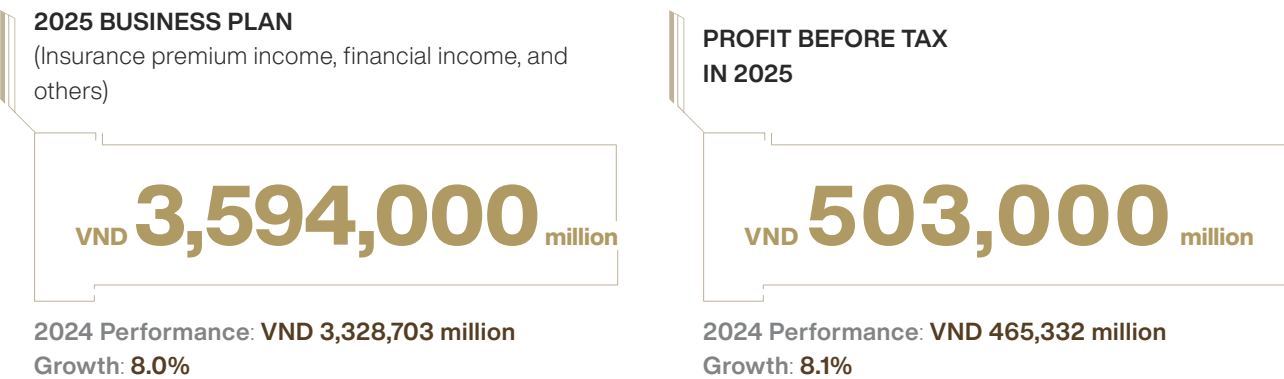 2025 BUSINESS PLAN
(Insurance premium income, financial income, and
others)
VND 3,594,000 million
2024 Performance: VND 3,328,703 million
Growth: 8.0%
PROFIT BEFORE TAX
IN 2025
VND 503,000 million
2024 Performance: VND 465,332 million
Growth: 8.1%